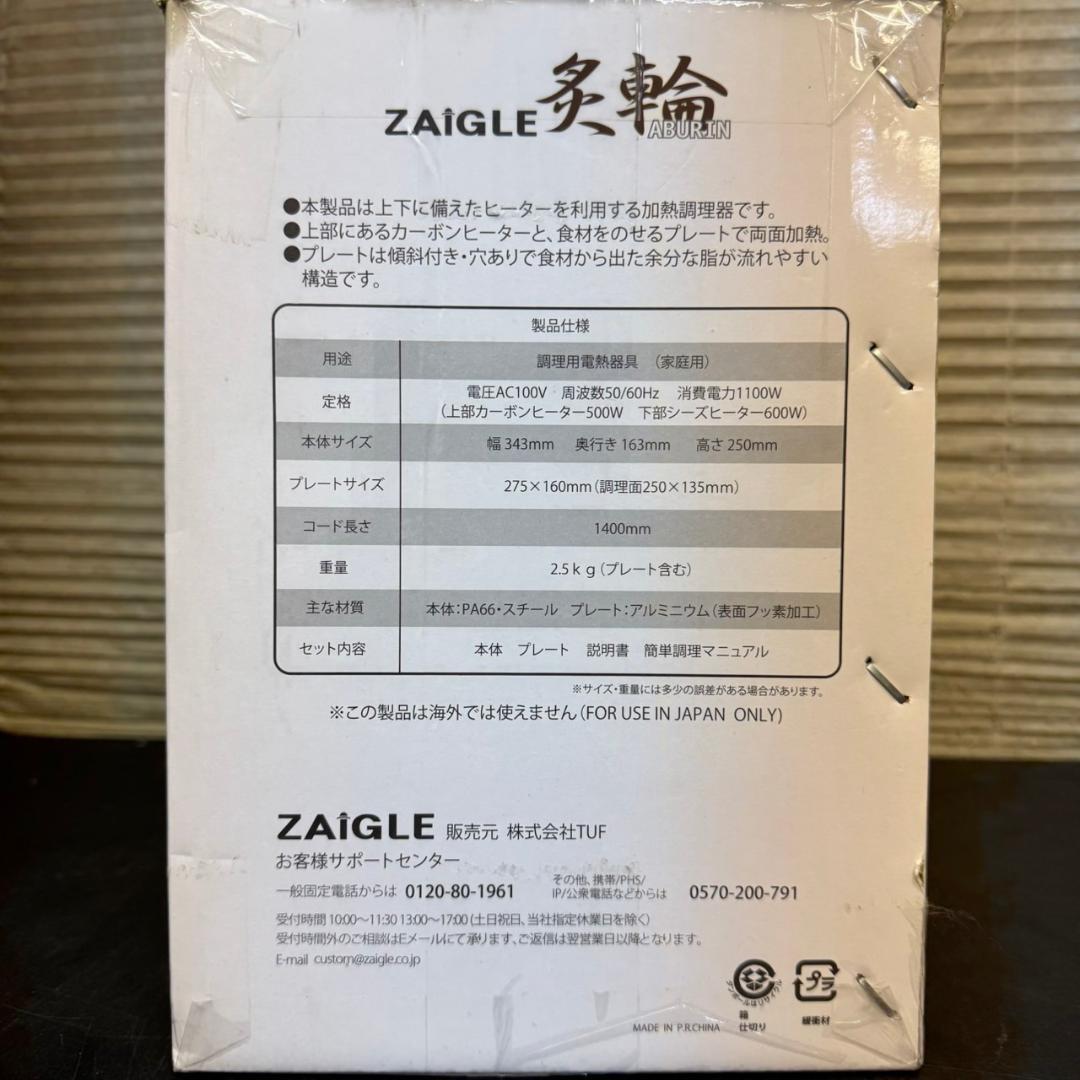 ZAIGLE 炙輪
ABURIN
●本製品は上下に備えたヒーターを利用する加熱調理器です。
●上部にあるカーボンヒーターと、食材をのせるプレートで両面加熱。
●プレートは傾斜付き・穴ありで食材から出た余分な脂が流れやすい
構造です。
製品仕様
用途 調理用電熱器具 （家庭用）
定格 電圧AC100V 周波数50/60Hz 消費電力1100W
（上部カーボンヒーター500W 下部シーズヒーター600W）
本体サイズ 幅 343mm 奥行き 163mm 高さ 250mm
プレートサイズ 275×160mm（調理面250×135mm）
コード長さ 1400mm
重量 2.5ｋｇ（プレート含む）
主な材質 本体：PA66・スチール プレート：アルミニウム（表面フッ素加工）
セット内容 本体 プレート 説明書 簡単調理マニュアル
※サイズ・重量には多少の誤差がある場合があります。
※この製品は海外では使えません（FOR USE IN JAPAN ONLY)
ZAIGLE 販売元 株式会社TUF
お客様サポートセンター
一般固定電話からは 0120-80-1961 その他、携帯/PHS/
IP/公衆電話などからは 0570-200-791
受付時間 10:00～11:30 13:00～17:00（土日祝日、当社指定休業日を除く）
受付時間外のご相談はEメールにて承ります、ご返信は翌営業日以降となります。
E-mail custom@zaigle.co.jp
ダンボールはリサイクル
プラ
箱
仕切り
緩衝材
MADE IN P.R.CHINA